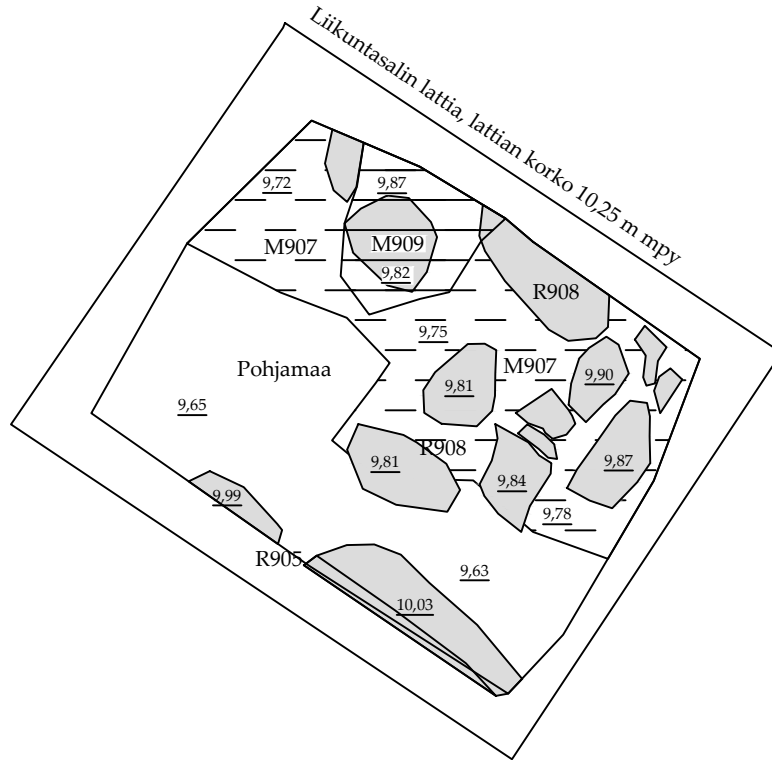 Liikuntasalin lattia, lattian korko 10,25 m mpy
9,72
9,87
M907
M909
9,82
R908
9,75
M907
Pohjamaa
9,90
9,81
9,65
R908
9,81
9,87
9,84
9,99
9,78
R905
9,63
10,03